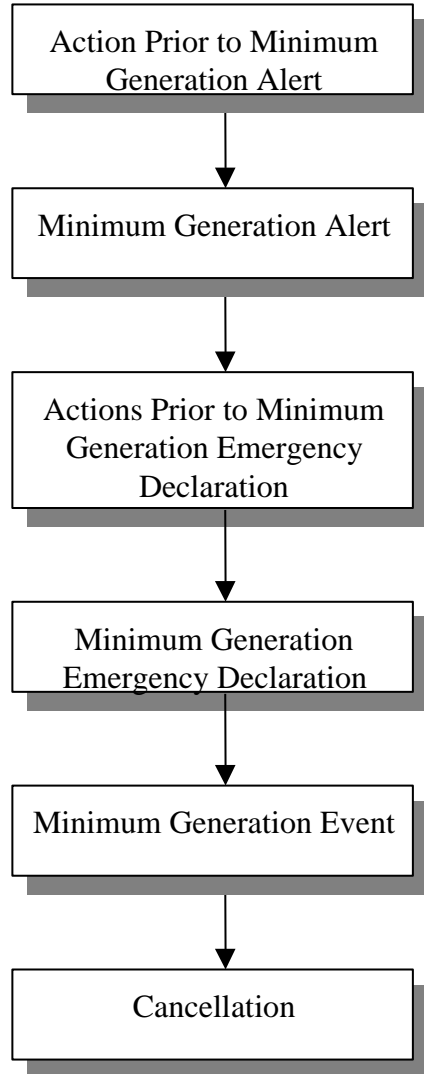 Action Prior to Minimum
Generation Alert
Minimum Generation Alert
Actions Prior to Minimum
Generation Emergency
Declaration
Minimum Generation
Emergency Declaration
Minimum Generation Event
Cancellation